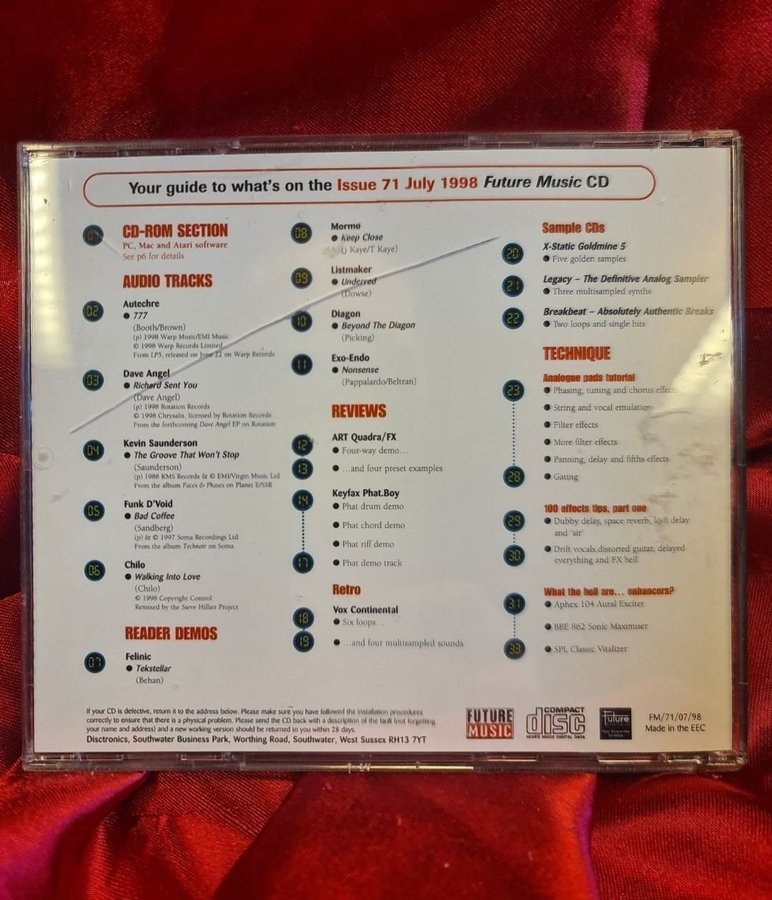 Your guide to what's on the Issue 71 July 1998 Future Music CD
CD-ROM SECTION
PC, Mac and Atari software
See p6 for details
AUDIO TRACKS
02
Autechre
777
(Booth/Brown)
(p) 1998 Warp Music/EMI Music
© 1998 Warp Records Limited
From LP5, released on June 22 on Warp Records
03
Dave Angel
Richard Sent You
(Dave Angel)
(p) 1998 Rotation Records
© 1998 Chrysalis, licensed by Rotation Records
From the forthcoming Dave Angel EP on Rotation
04
Kevin Saunderson
The Groove That Won't Stop
(Saunderson)
(p) 1988 KMS Records & © EMI/Virgin Music Ltd
From the album Faces & Phases on Planet E/SSR
05
Funk D'Void
Bad Coffee
(Sandberg)
(p) & © 1997 Soma Recordings Ltd
From the album Technoir on Soma
06
Chilo
Walking Into Love
(Chilo)
© 1998 Copyright Control
Remixed by the Steve Hillier Project
READER DEMOS
07
Felinic
Tekstellar
(Behan)
08
Mormo
Keep Close
(J Kaye/T Kaye)
09
Listmaker
Underred
(Dowse)
10
Diagon
Beyond The Diagon
(Picking)
11
Exo-Endo
Nonsense
(Pappalardo/Beltran)
REVIEWS
12
ART Quadra/FX
Four-way demo...
13
...and four preset examples
14
Keyfax Phat.Boy
Phat drum demo
Phat chord demo
Phat riff demo
17
Phat demo track
Retro
18
Vox Continental
Six loops...
19
...and four multisampled sounds
Sample CDs
20
X-Static Goldmine 5
Five golden samples
21
Legacy – The Definitive Analog Sampler
Three multisampled synths
22
Breakbeat – Absolutely Authentic Breaks
Two loops and single hits
TECHNIQUE
Analogue pads tutorial
23
Phasing, tuning and chorus effects
String and vocal emulation
Filter effects
More filter effects
Panning, delay and fifths effects
28
Gating
100 effects tips, part one
29
Dubby delay, space reverb, lo-fi delay
and 'air'
30
Drift vocals, distorted guitar, delayed
everything and FX hell
What the hell are... enhancers?
31
Aphex 104 Aural Exciter
BBE 862 Sonic Maximiser
33
SPL Classic Vitalizer
If your CD is defective, return it to the address below. Please make sure you have followed the installation procedures
correctly to ensure that there is a physical problem. Please send the CD back with a description of the fault (not forgetting
your name and address) and a new working version should be returned to you within 28 days.
Disctronics, Southwater Business Park, Worthing Road, Southwater, West Sussex RH13 7YT
FUTURE
MUSIC
COMPACT
disc
MIXED MODE DIGITAL DATA
Future
FM/71/07/98
Made in the EEC